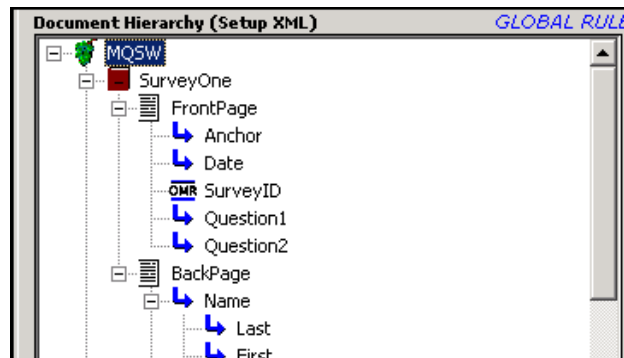 Document Hierarchy (Setup XML) GLOBAL RULE
MQSW
SurveyOne
FrontPage
Anchor
Date
OMR SurveyID
Question1
Question2
BackPage
Name
Last
First